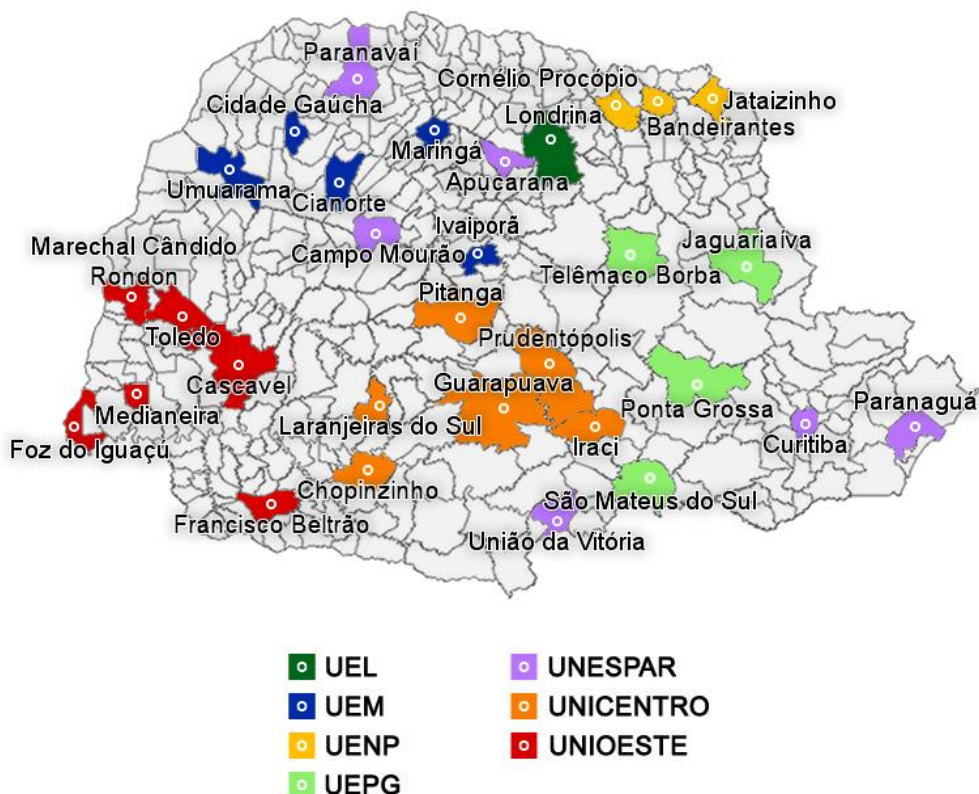 Paranavaí
Cornélio Procópio
Cidade Gaúcha
Londrina
Jataizinho
Bandeirantes
Maringá
Apucarana
Umuarama
Cianorte
Ivaiporã
Campo Mourão
Jaguariaíva
Telêmaco Borba
Marechal Cândido
Rondon
Pitanga
Toledo
Prudentópolis
Cascavel
Guarapuava
Medianeira
Laranjeiras do Sul
Ponta Grossa
Paranaguá
Foz do Iguaçú
Iraci
Curitiba
Chopinzinho
São Mateus do Sul
Francisco Beltrão
União da Vitória
UEL
UEM
UENP
UEPG
UNESPAR
UNICENTRO
UNIOESTE